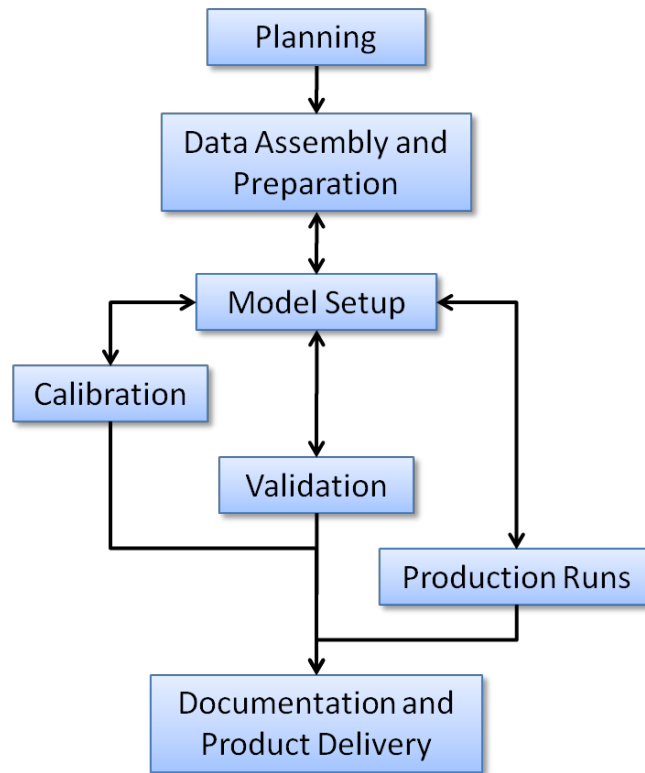 Planning
Data Assembly and
Preparation
Model Setup
Calibration
Validation
Production Runs
Documentation and
Product Delivery